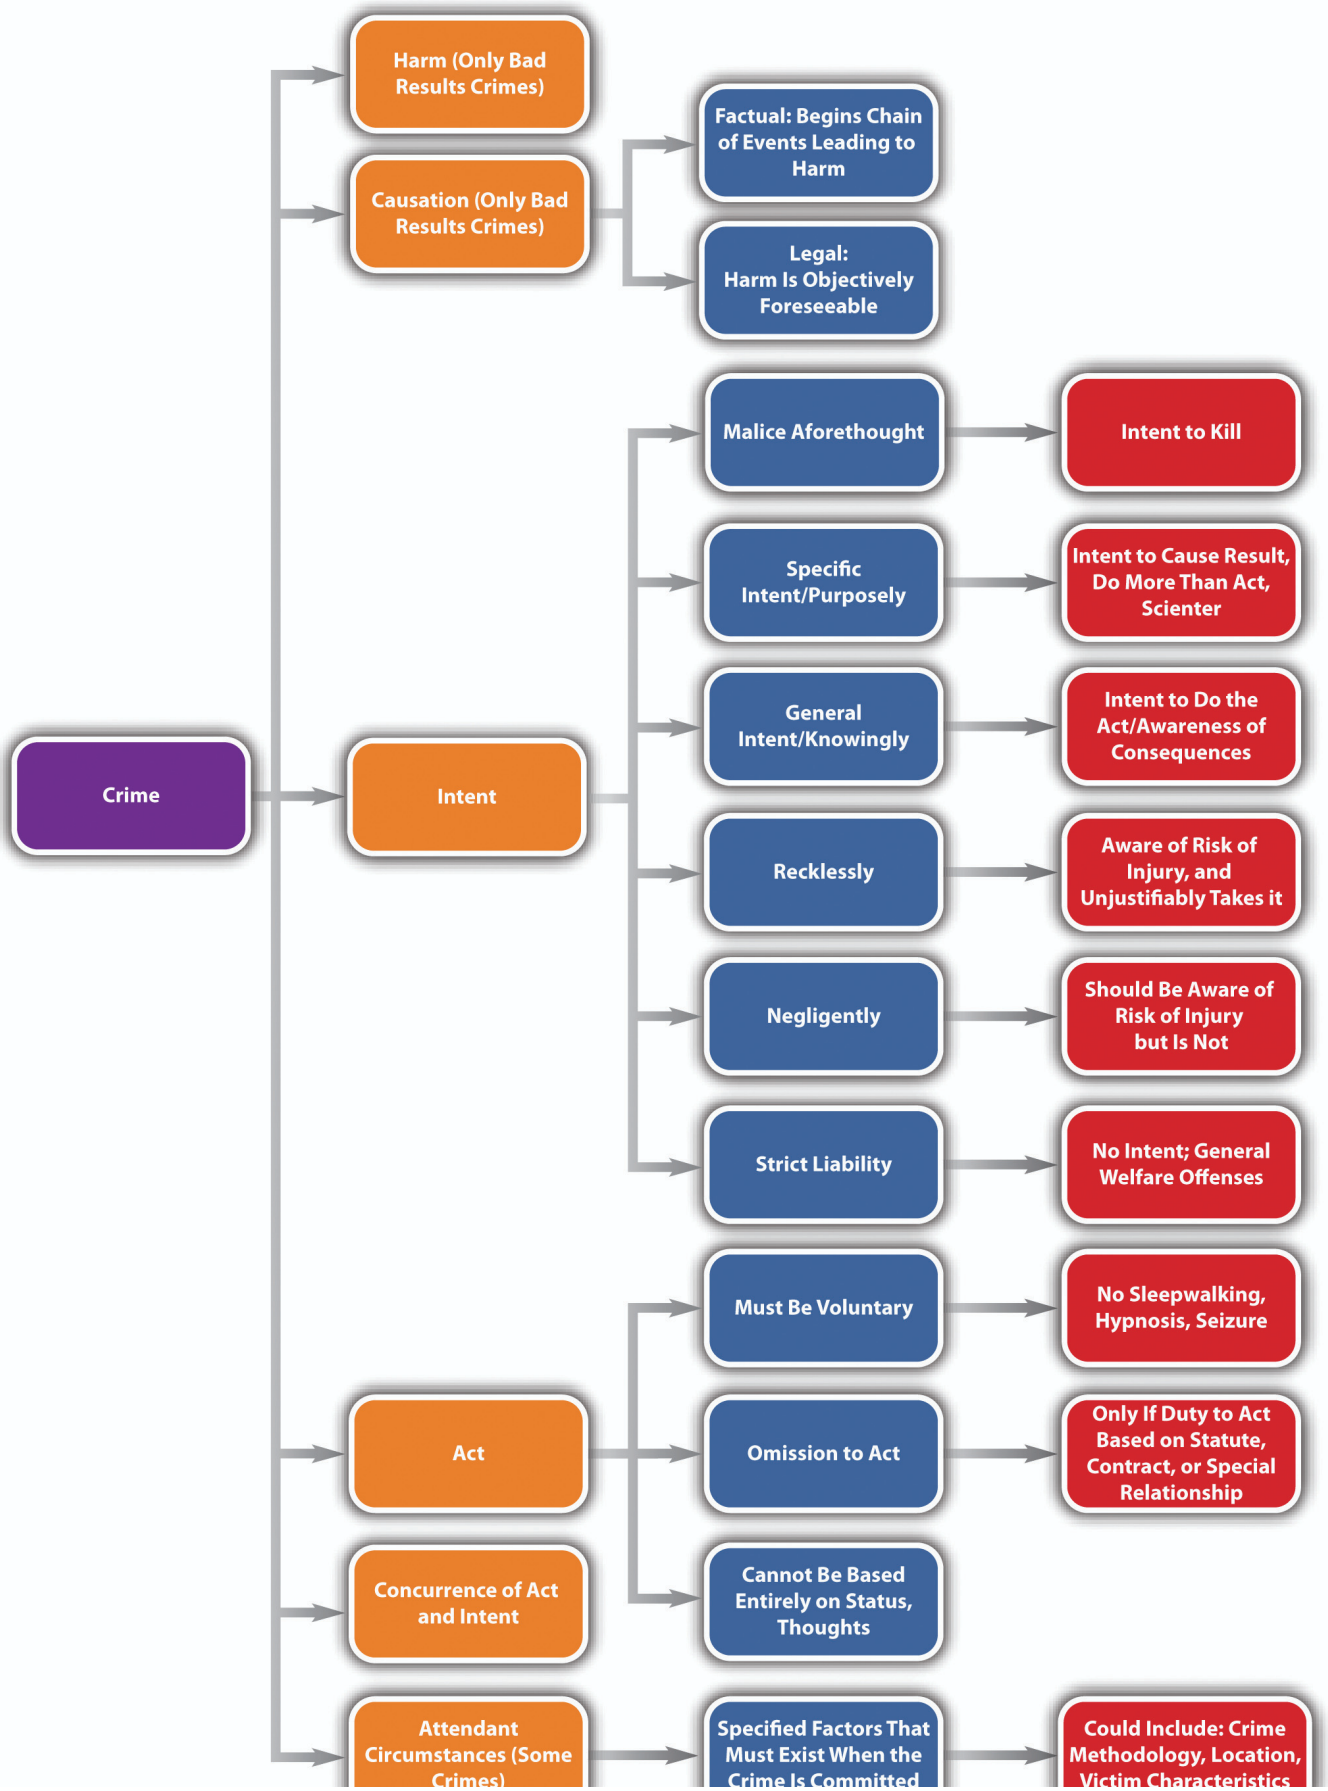 Harm (Only Bad
Results Crimes)
Causation (Only Bad
Results Crimes)
Factual: Begins Chain
of Events Leading to
Harm
Legal:
Harm Is Objectively
Foreseeable
Crime
Intent
Malice Aforethought
Intent to Kill
Specific
Intent/Purposely
Intent to Cause Result,
Do More Than Act,
Scienter
General
Intent/Knowingly
Intent to Do the
Act/Awareness of
Consequences
Recklessly
Aware of Risk of
Injury, and
Unjustifiably Takes it
Negligently
Should Be Aware of
Risk of Injury
but Is Not
Strict Liability
No Intent; General
Welfare Offenses
Act
Must Be Voluntary
No Sleepwalking,
Hypnosis, Seizure
Omission to Act
Only If Duty to Act
Based on Statute,
Contract, or Special
Relationship
Cannot Be Based
Entirely on Status,
Thoughts
Concurrence of Act
and Intent
Attendant
Circumstances (Some
Crimes)
Specified Factors That
Must Exist When the
Crime Is Committed
Could Include: Crime
Methodology, Location,
Victim Characteristics